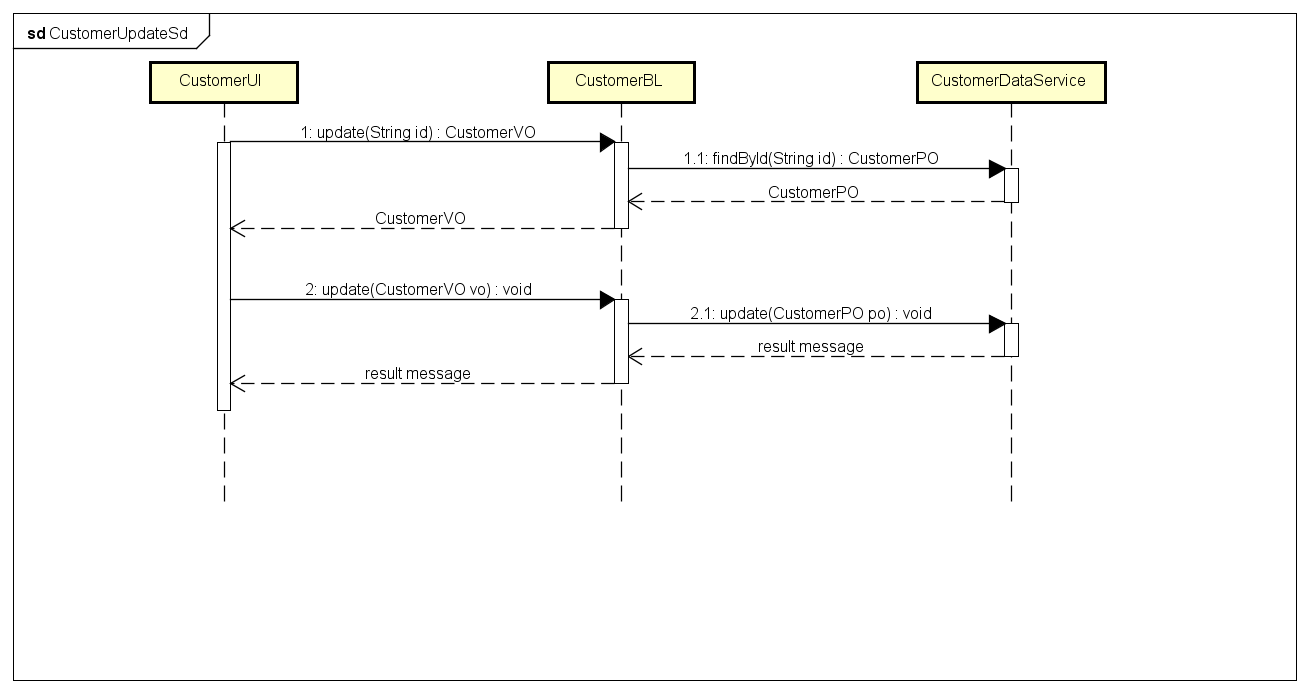 sd CustomerUpdateSd
CustomerUI
CustomerBL
CustomerDataService
1: update(String id) : CustomerVO
1.1: findById(String id) : CustomerPO
CustomerPO
CustomerVO
2: update(CustomerVO vo) : void
2.1: update(CustomerPO po) : void
result message
result message